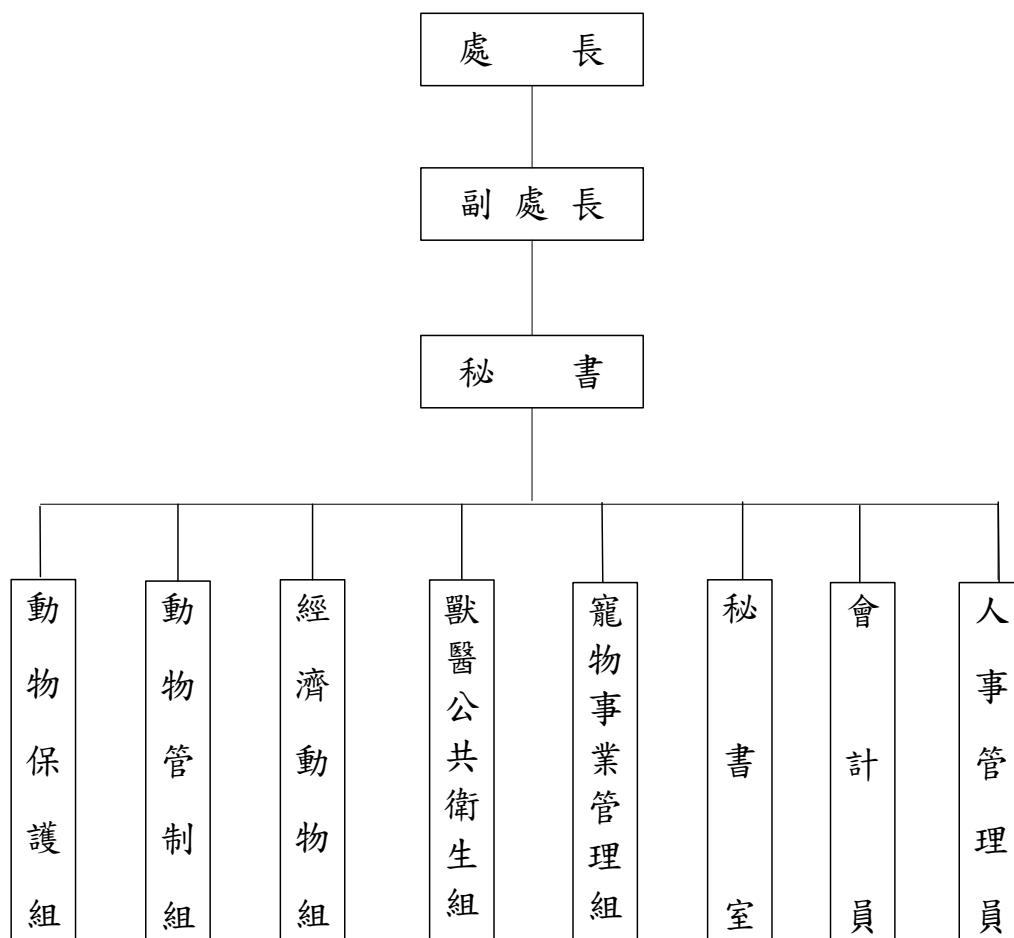 處長
副處長
秘書
動物保護組
動物管制組
經濟動物組
獸醫公共衛生組
寵物事業管理組
秘書室
會計員
人事管理員